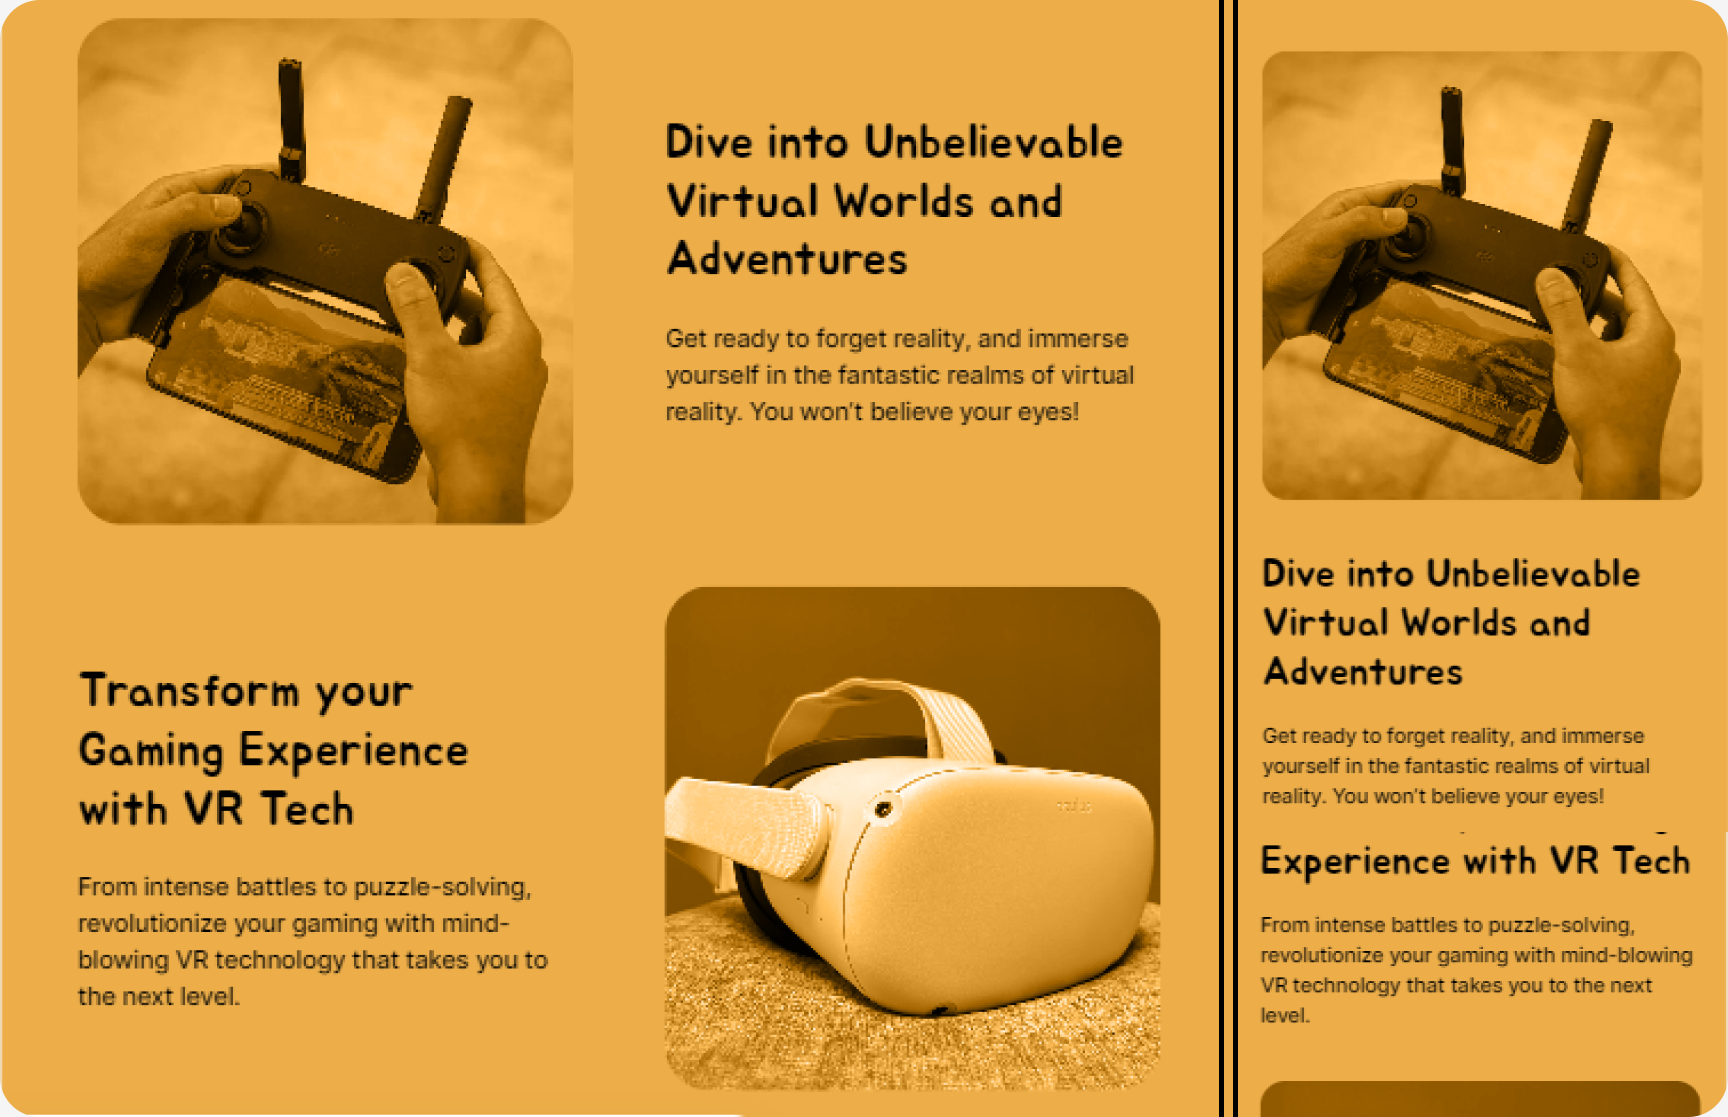 Dive into Unbelievable
Virtual Worlds and
Adventures
Get ready to forget reality, and immerse
yourself in the fantastic realms of virtual
reality. You won't believe your eyes!
Transform your
Gaming Experience
with VR Tech
From intense battles to puzzle-solving,
revolutionize your gaming with mind-
blowing VR technology that takes you to
the next level.
oculus
Dive into Unbelievable
Virtual Worlds and
Adventures
Get ready to forget reality, and immerse
yourself in the fantastic realms of virtual
reality. You won't believe your eyes!
Experience with VR Tech
From intense battles to puzzle-solving,
revolutionize your gaming with mind-blowing
VR technology that takes you to the next
level.